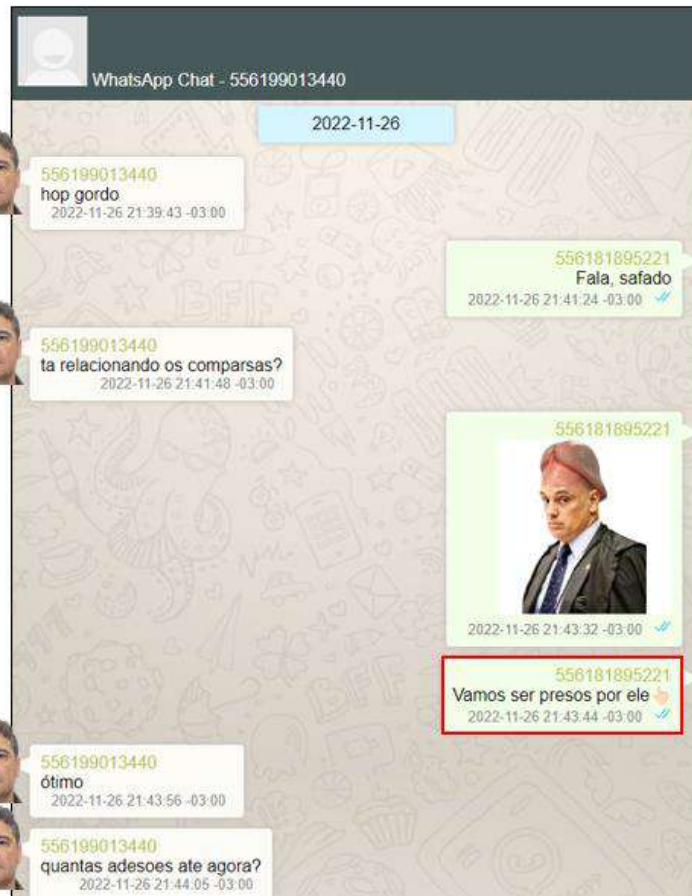 WhatsApp Chat - 556199013440
2022-11-26
556199013440
hop gordo
2022-11-26 21:39:43 -03:00
556181895221
Fala, safado
2022-11-26 21:41:24 -03:00
556199013440
ta relacionando os comparsas?
2022-11-26 21:41:48 -03:00
556181895221
2022-11-26 21:43:32 -03:00
556181895221
Vamos ser presos por ele👆🏻
2022-11-26 21:43:44 -03:00
556199013440
ótimo
2022-11-26 21:43:56 -03:00
556199013440
quantas adesoes ate agora?
2022-11-26 21:44:05 -03:00